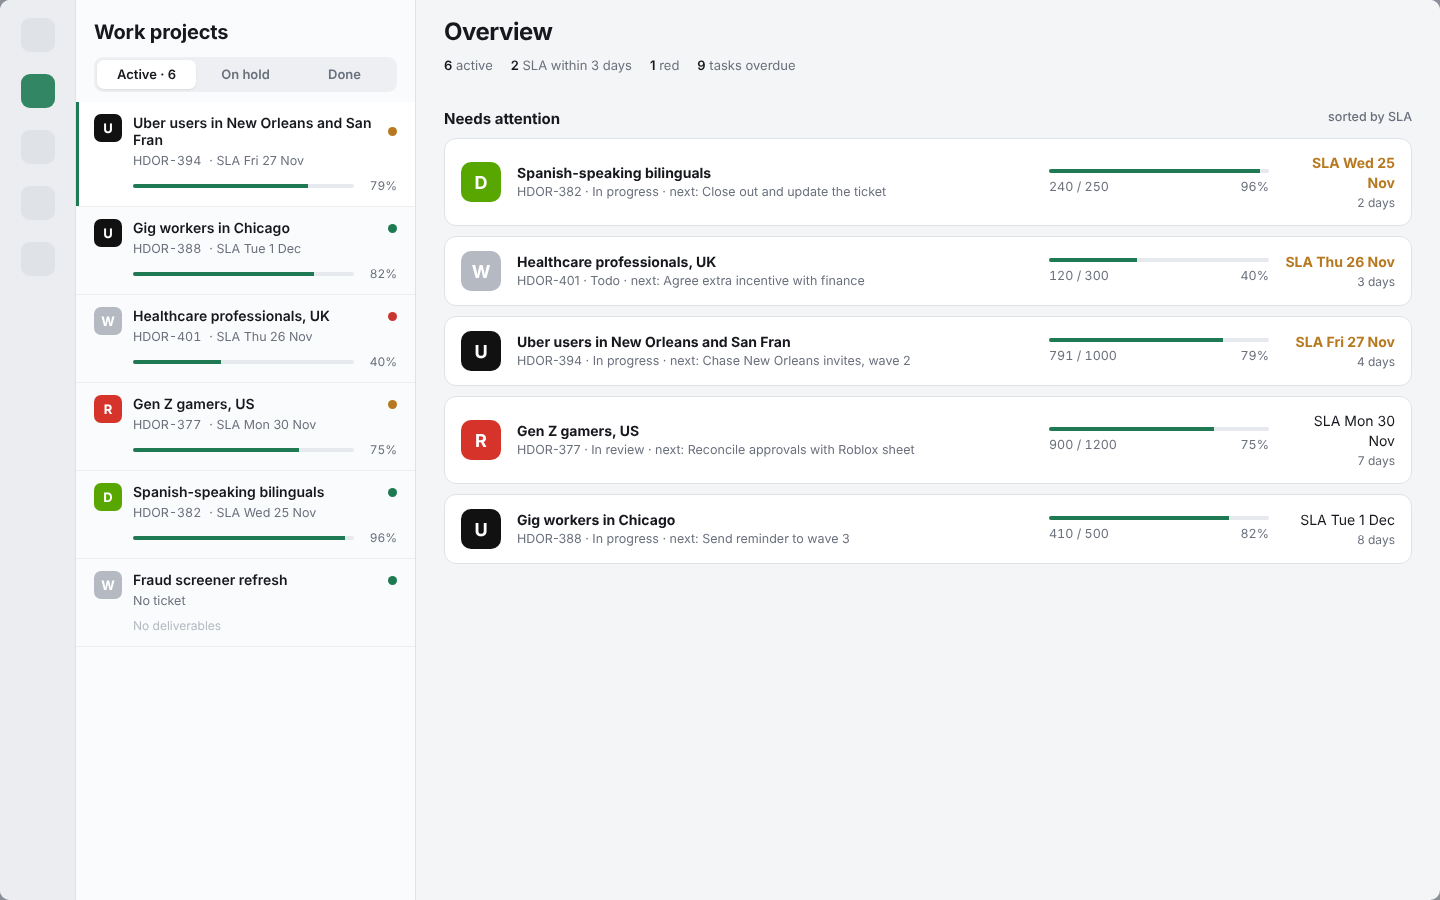 Work projects
Active · 6
On hold
Done
U
Uber users in New Orleans and San
Fran
HDOR-394 · SLA Fri 27 Nov
79%
U
Gig workers in Chicago
HDOR-388 · SLA Tue 1 Dec
82%
W
Healthcare professionals, UK
HDOR-401 · SLA Thu 26 Nov
40%
R
Gen Z gamers, US
HDOR-377 · SLA Mon 30 Nov
75%
D
Spanish-speaking bilinguals
HDOR-382 · SLA Wed 25 Nov
96%
W
Fraud screener refresh
No ticket
No deliverables
Overview
6 active 2 SLA within 3 days 1 red 9 tasks overdue
Needs attention
sorted by SLA
D
Spanish-speaking bilinguals
HDOR-382 · In progress · next: Close out and update the ticket
240 / 250
96%
SLA Wed 25
Nov
2 days
W
Healthcare professionals, UK
HDOR-401 · Todo · next: Agree extra incentive with finance
120 / 300
40%
SLA Thu 26 Nov
3 days
U
Uber users in New Orleans and San Fran
HDOR-394 · In progress · next: Chase New Orleans invites, wave 2
791 / 1000
79%
SLA Fri 27 Nov
4 days
R
Gen Z gamers, US
HDOR-377 · In review · next: Reconcile approvals with Roblox sheet
900 / 1200
75%
SLA Mon 30
Nov
7 days
U
Gig workers in Chicago
HDOR-388 · In progress · next: Send reminder to wave 3
410 / 500
82%
SLA Tue 1 Dec
8 days